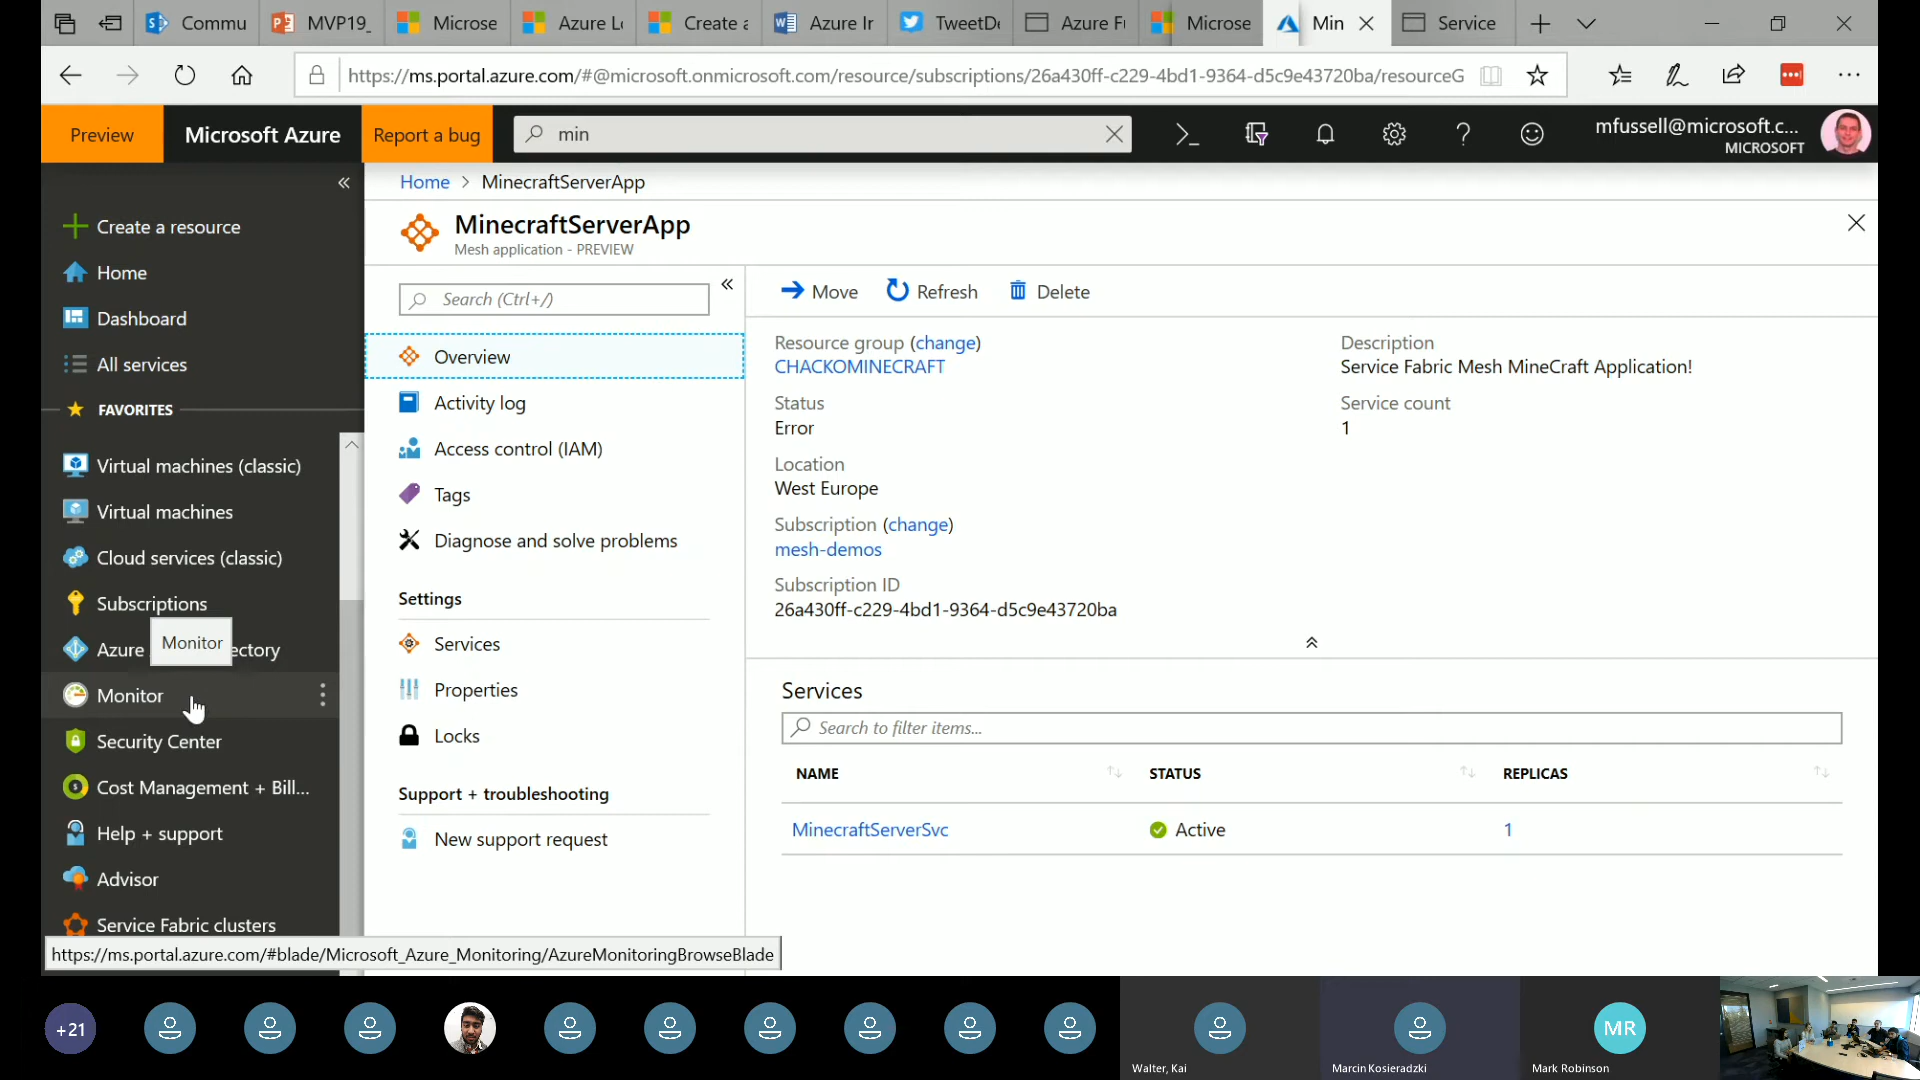 Commu
MVP19_
Microse
Azure L
Create a
Azure Ir
TweetDe
Azure F
Microse
Min
Service
https://ms.portal.azure.com/#@microsoft.onmicrosoft.com/resource/subscriptions/26a430ff-c229-4bd1-9364-d5c9e43720ba/resourceG
Preview
Microsoft Azure
Report a bug
min
mfussell@microsoft.c...
MICROSOFT
Create a resource
Home
Dashboard
All services
FAVORITES
Virtual machines (classic)
Virtual machines
Cloud services (classic)
Subscriptions
Azure
ectory
Monitor
Monitor
Security Center
Cost Management + Bill...
Help + support
Advisor
Service Fabric clusters
https://ms.portal.azure.com/#blade/Microsoft_Azure_Monitoring/AzureMonitoringBrowseBlade
Home > MinecraftServerApp
MinecraftServerApp
Mesh application - PREVIEW
Search (Ctrl+/)
Overview
Activity log
Access control (IAM)
Tags
Diagnose and solve problems
Settings
Services
Properties
Locks
Support + troubleshooting
New support request
Move
Refresh
Delete
Resource group (change)
CHACKOMINECRAFT
Status
Error
Location
West Europe
Subscription (change)
mesh-demos
Subscription ID
26a430ff-c229-4bd1-9364-d5c9e43720ba
Description
Service Fabric Mesh MineCraft Application!
Service count
1
Services
Search to filter items...
NAME
STATUS
REPLICAS
MinecraftServerSvc
Active
1
+21
Walter, Kai
Marcin Kosieradzki
MR
Mark Robinson